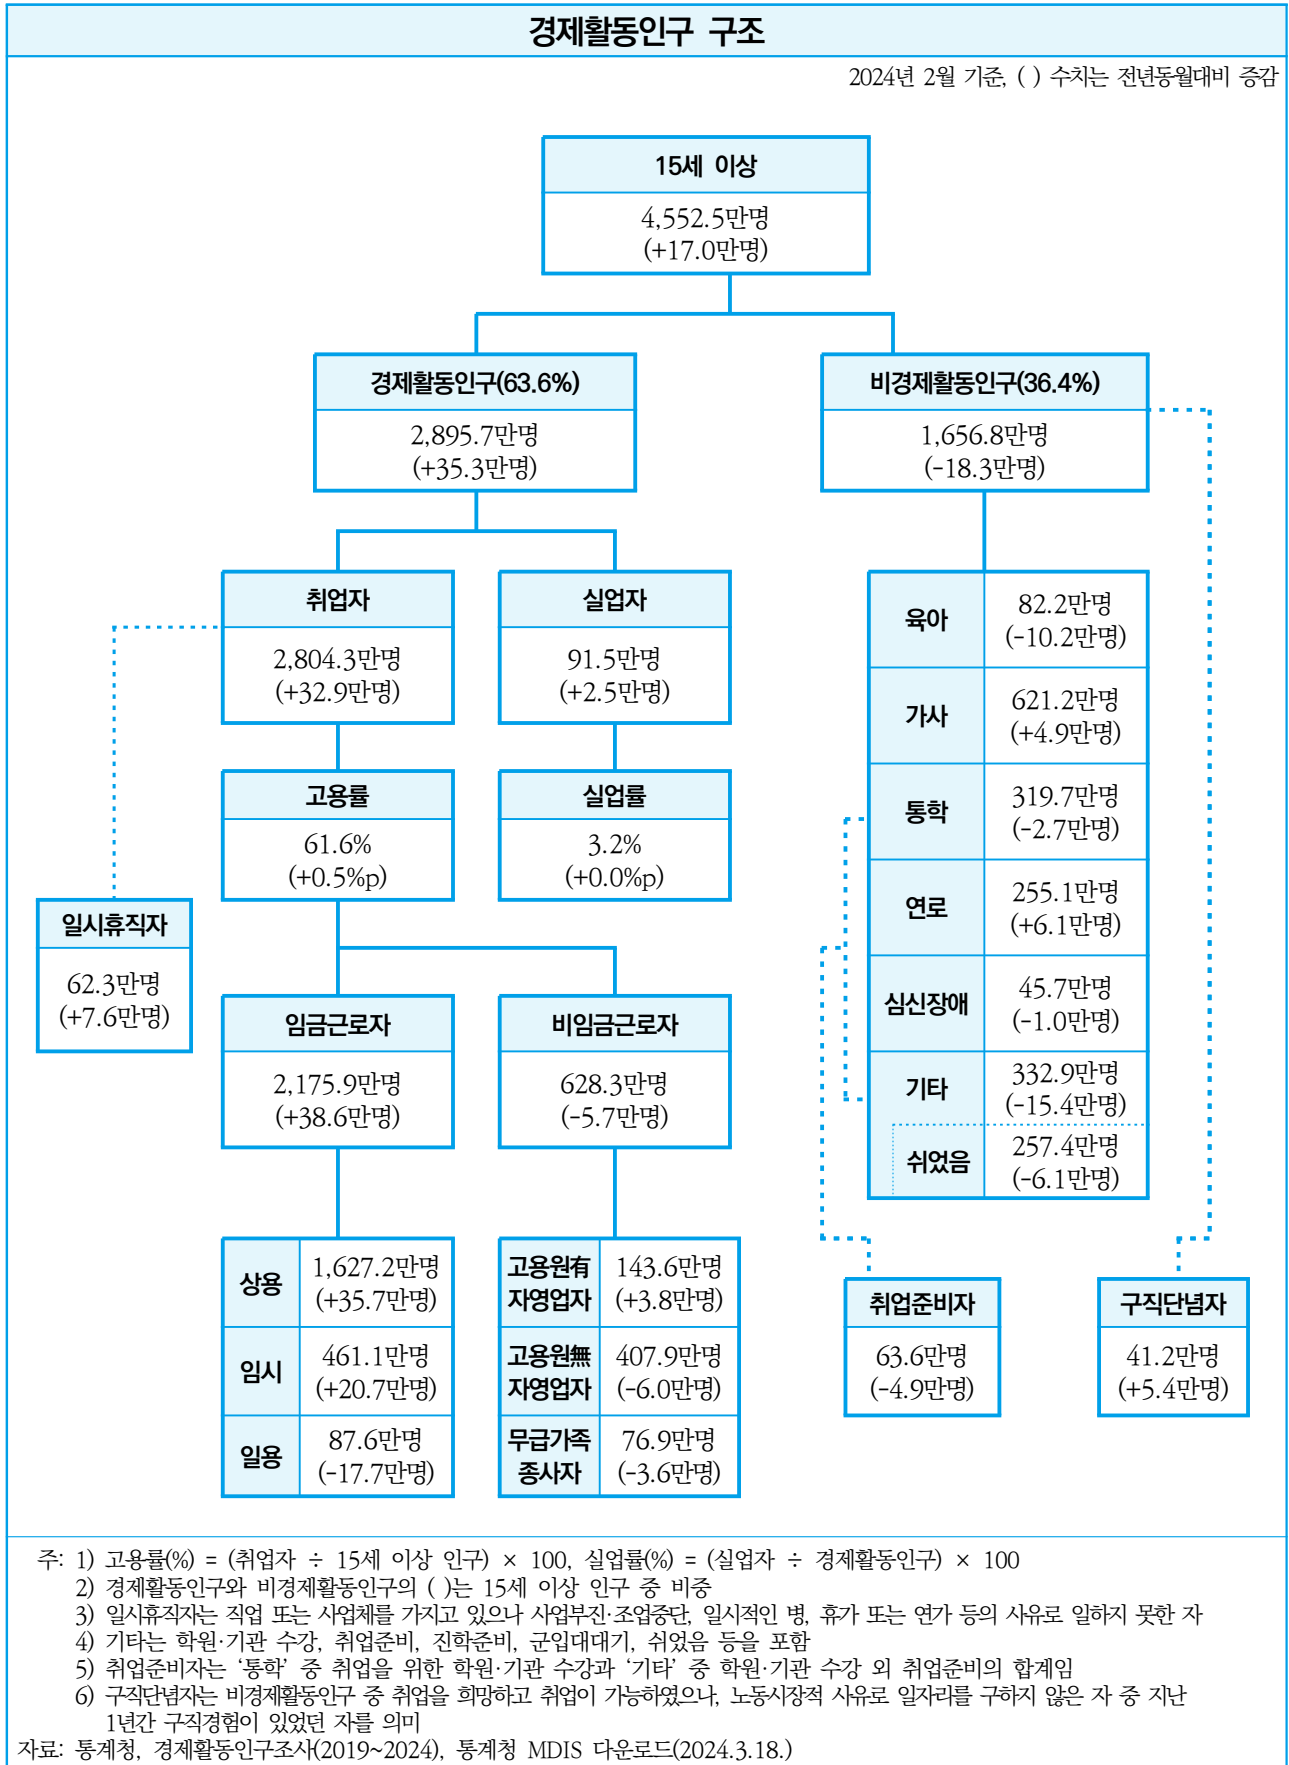 경제활동인구 구조
2024년 2월 기준, ( ) 수치는 전년동월대비 증감
15세 이상
4,552.5만명
(+17.0만명)
경제활동인구(63.6%)
2,895.7만명
(+35.3만명)
비경제활동인구(36.4%)
1,656.8만명
(-18.3만명)
취업자
2,804.3만명
(+32.9만명)
실업자
91.5만명
(+2.5만명)
고용률
61.6%
(+0.5%p)
실업률
3.2%
(+0.0%p)
일시휴직자
62.3만명
(+7.6만명)
임금근로자
2,175.9만명
(+38.6만명)
비임금근로자
628.3만명
(-5.7만명)
상용
1,627.2만명
(+35.7만명)
임시
461.1만명
(+20.7만명)
일용
87.6만명
(-17.7만명)
고용원有
자영업자
143.6만명
(+3.8만명)
고용원無
자영업자
407.9만명
(-6.0만명)
무급가족
종사자
76.9만명
(-3.6만명)
육아
82.2만명
(-10.2만명)
가사
621.2만명
(+4.9만명)
통학
319.7만명
(-2.7만명)
연로
255.1만명
(+6.1만명)
심신장애
45.7만명
(-1.0만명)
기타
332.9만명
(-15.4만명)
쉬었음
257.4만명
(-6.1만명)
취업준비자
63.6만명
(-4.9만명)
구직단념자
41.2만명
(+5.4만명)
주: 1) 고용률(%) = (취업자 ÷ 15세 이상 인구) × 100, 실업률(%) = (실업자 ÷ 경제활동인구) × 100
2) 경제활동인구와 비경제활동인구의 ( )는 15세 이상 인구 중 비중
3) 일시휴직자는 직업 또는 사업체를 가지고 있으나 사업부진·조업중단, 일시적인 병, 휴가 또는 연가 등의 사유로 일하지 못한 자
4) 기타는 학원·기관 수강, 취업준비, 진학준비, 군입대대기, 쉬었음 등을 포함
5) 취업준비자는 ‘통학’ 중 취업을 위한 학원·기관 수강과 ‘기타’ 중 학원·기관 수강 외 취업준비의 합계임
6) 구직단념자는 비경제활동인구 중 취업을 희망하고 취업이 가능하였으나, 노동시장적 사유로 일자리를 구하지 않은 자 중 지난
1년간 구직경험이 있었던 자를 의미
자료: 통계청, 경제활동인구조사(2019~2024), 통계청 MDIS 다운로드(2024.3.18.)